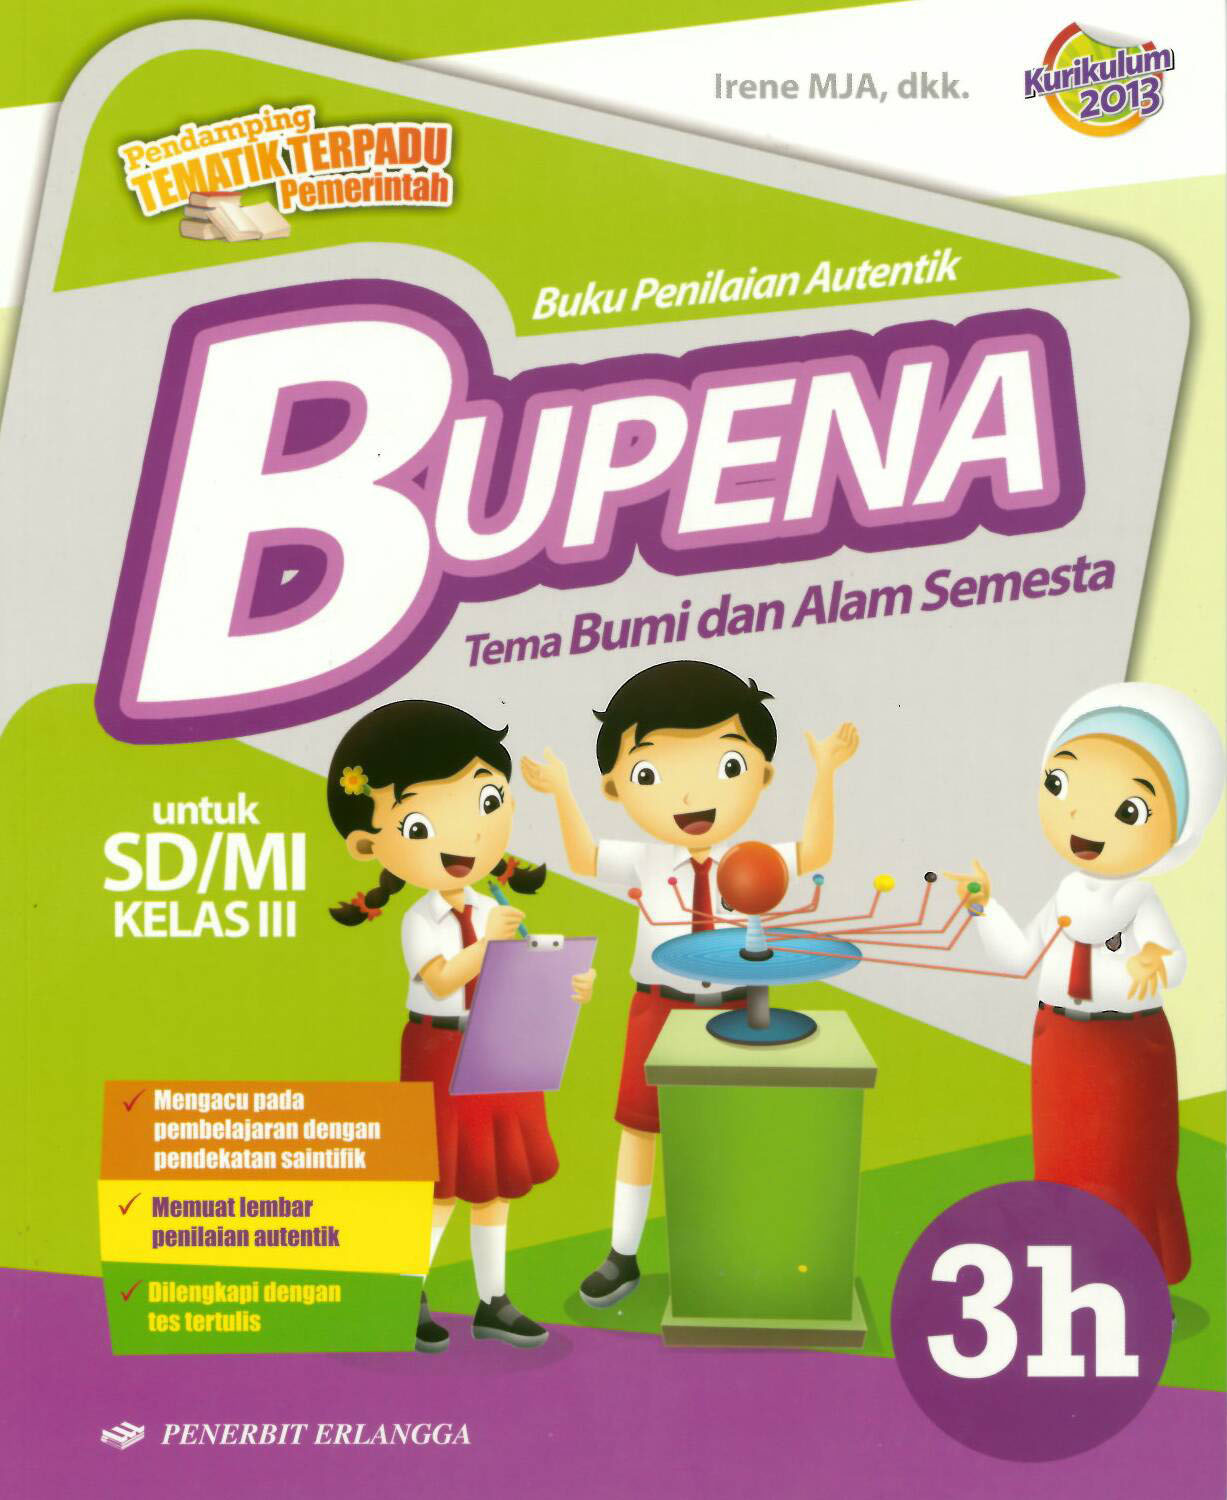 Irene MJA, dkk.
Kurikulum
2013
Pendamping
TEMATIK TERPADU
Pemerintah
Buku Penilaian Autentik
BUPENA
Tema Bumi dan Alam Semesta
untuk
SD/MI
KELAS III
Mengacu pada
pembelajaran dengan
pendekatan saintifik
Memuat lembar
penilaian autentik
Dilengkapi dengan
tes tertulis
3h
PENERBIT ERLANGGA